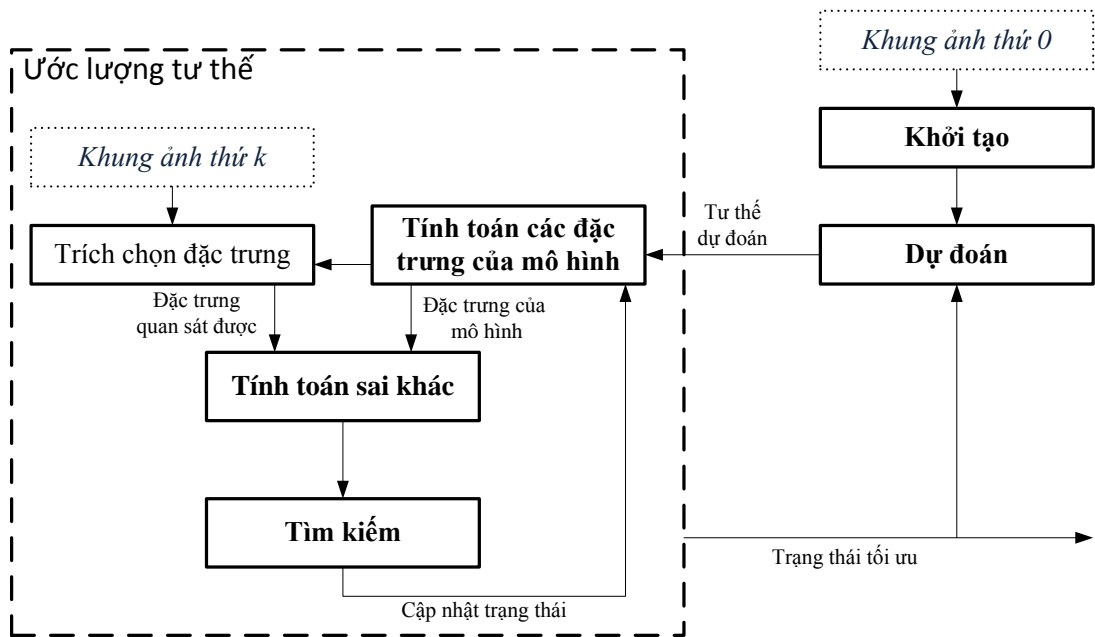 Khung ảnh thứ 0
Ước lượng tư thế
Khởi tạo
Khung ảnh thứ k
Tư thế
dự đoán
Tính toán các đặc
trưng của mô hình
Trích chọn đặc trưng
Dự đoán
Đặc trưng
quan sát được
Đặc trưng của
mô hình
Tính toán sai khác
Tìm kiếm
Trạng thái tối ưu
Cập nhật trạng thái